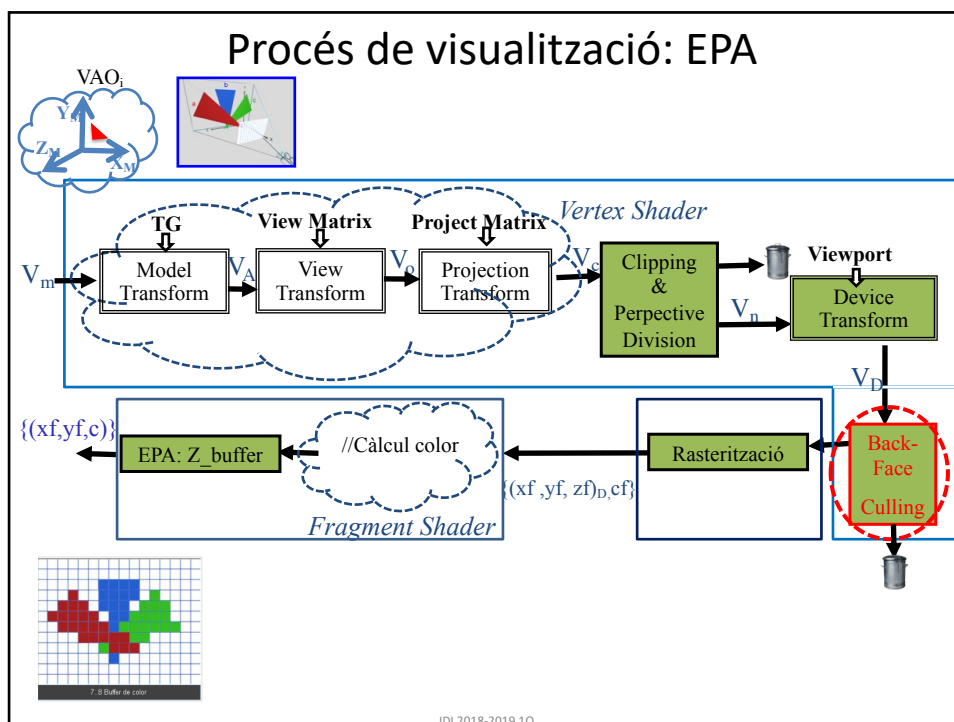 Procés de visualització: EPA
VAOi
YM
ZM
XM
TG
View Matrix
Project Matrix
Vertex Shader
Viewport
Vm
Model
Transform
VA
View
Transform
Vo
Projection
Transform
Vc
Clipping
&
Perpective
Division
Vn
Device
Transform
VD
{(xf,yf,c)}
EPA: Z_buffer
//Càlcul color
Fragment Shader
{(xf ,yf, zf)D,cf}
Rasterització
Back-
Face
Culling
7..8 Buffer de color
IDI 2018-2019 1Q